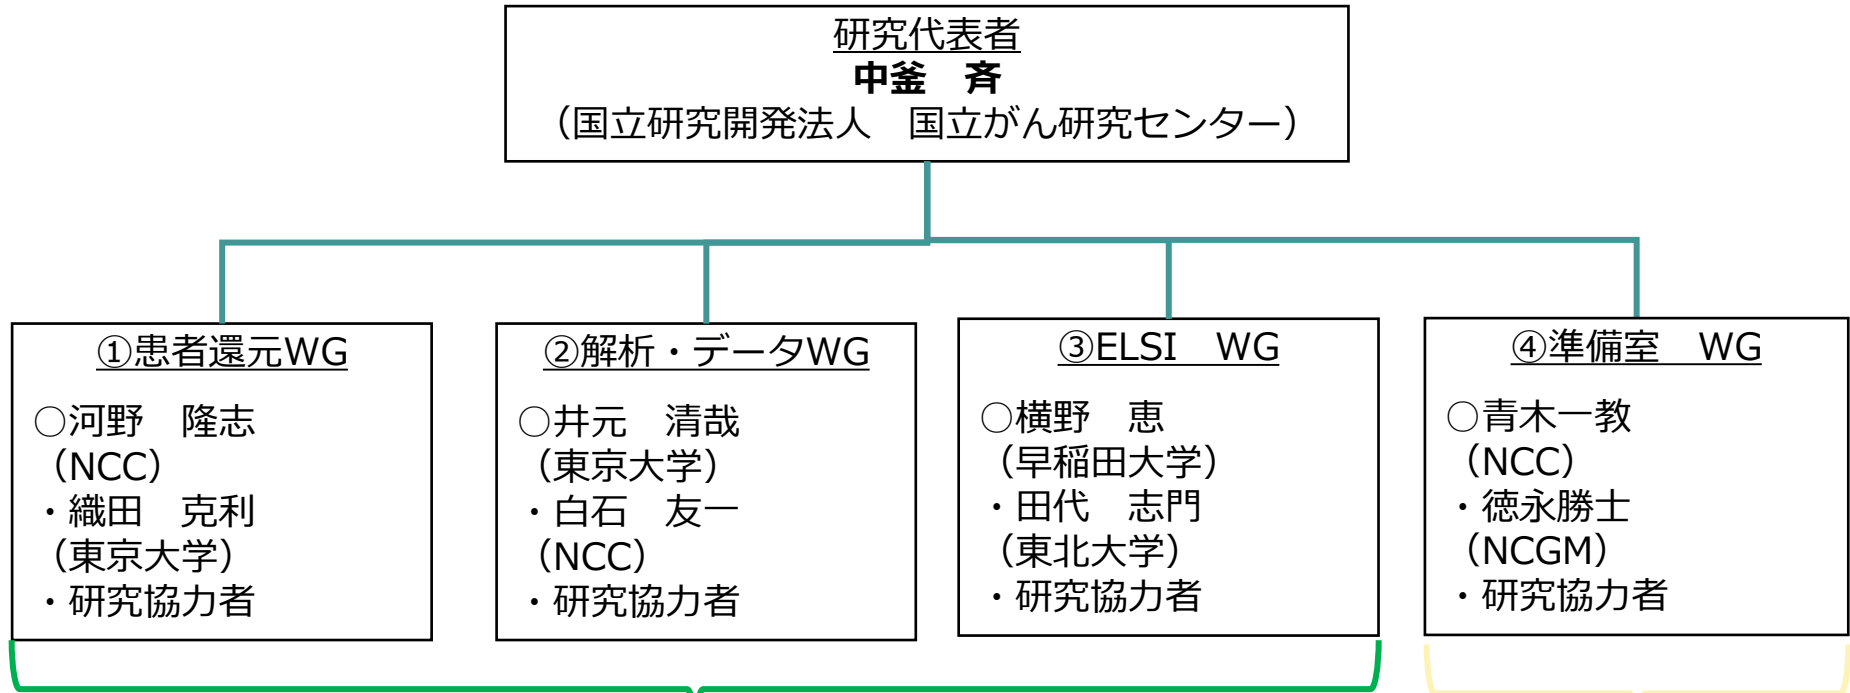 研究代表者
中釜　斉
（国立研究開発法人　国立がん研究センター）
①患者還元WG
○河野　隆志
（NCC）
・織田　克利
（東京大学）
・研究協力者
②解析・データWG
○井元　清哉
（東京大学）
・白石　友一
（NCC）
・研究協力者
③ELSI　WG
○横野　恵
（早稲田大学）
・田代　志門
（東北大学）
・研究協力者
④準備室　WG
○青木一教
（NCC）
・徳永勝士
（NCGM）
・研究協力者